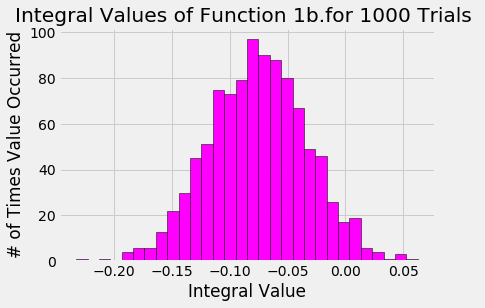 Integral Values of Function 1b.for 1000 Trials
# of Times Value Occurred
100
80
60
40
20
0
−0.20 −0.15 −0.10 −0.05 0.00 0.05
Integral Value